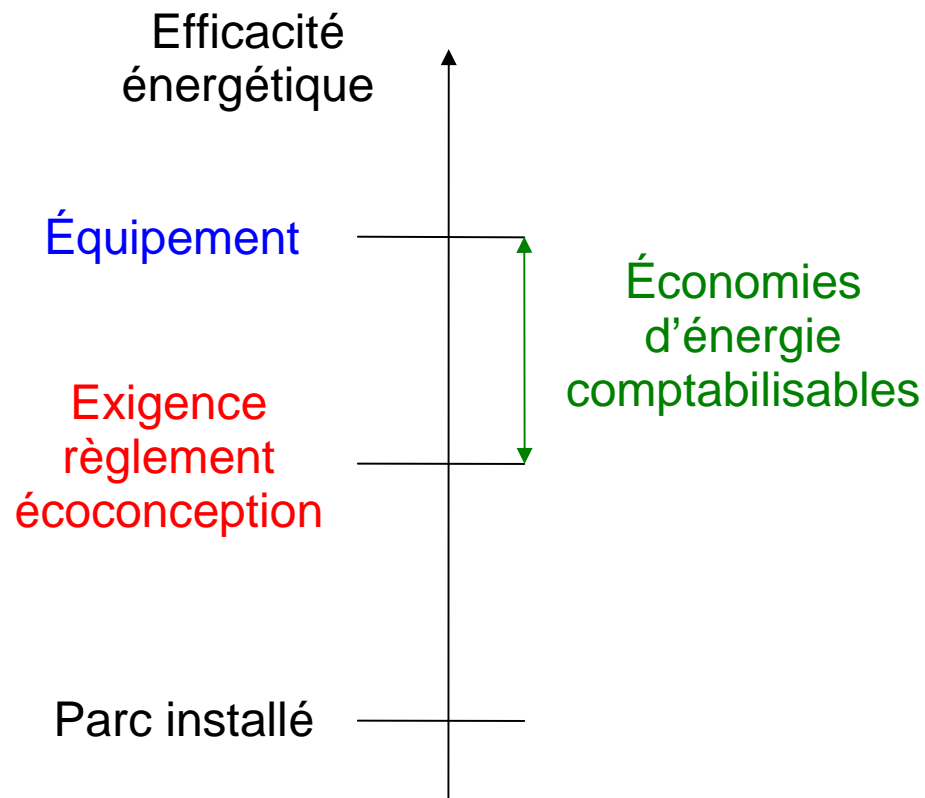 Efficacité
énergétique
Équipement
Économies
d’énergie
comptabilisables
Exigence
règlement
écoconception
Parc installé